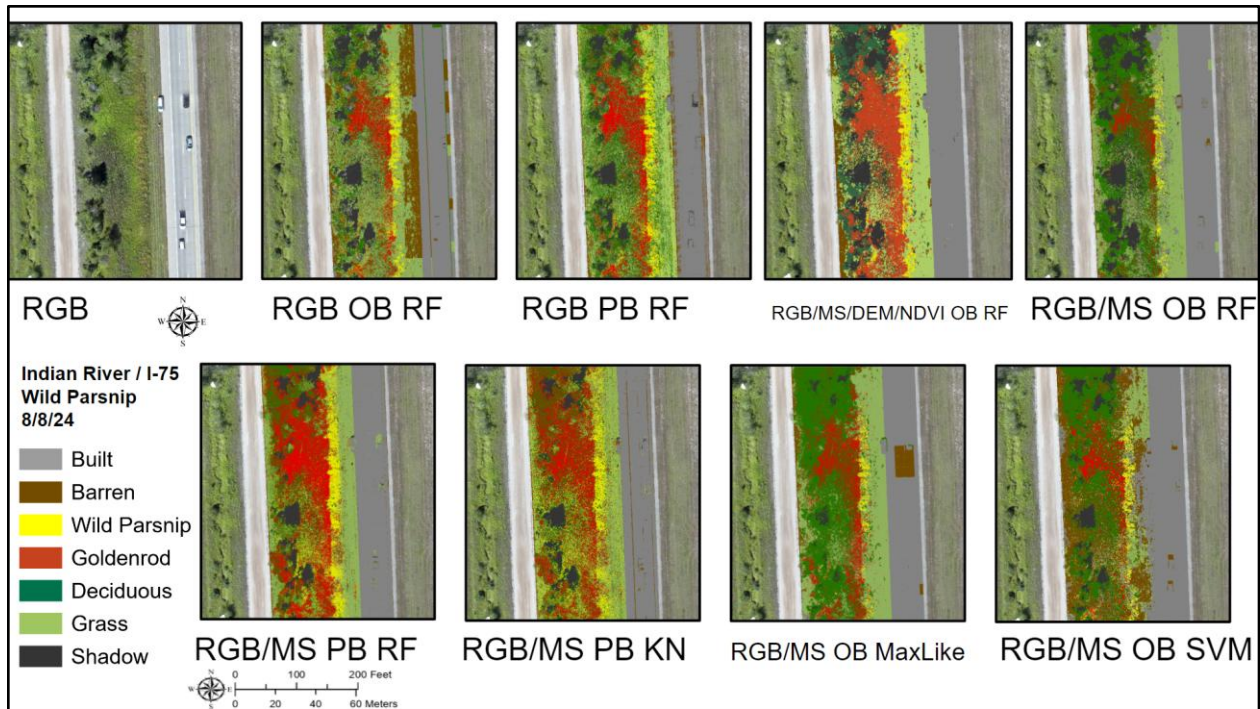 RGB
RGB OB RF
RGB PB RF
RGB/MS/DEM/NDVI OB RF
RGB/MS OB RF
N
W E
S
Indian River / I-75
Wild Parsnip
8/8/24
Built
Barren
Wild Parsnip
Goldenrod
Deciduous
Grass
Shadow
RGB/MS PB RF
RGB/MS PB KN
RGB/MS OB MaxLike
RGB/MS OB SVM
N
W E
S
0 100 200 Feet
0 20 40 60 Meters